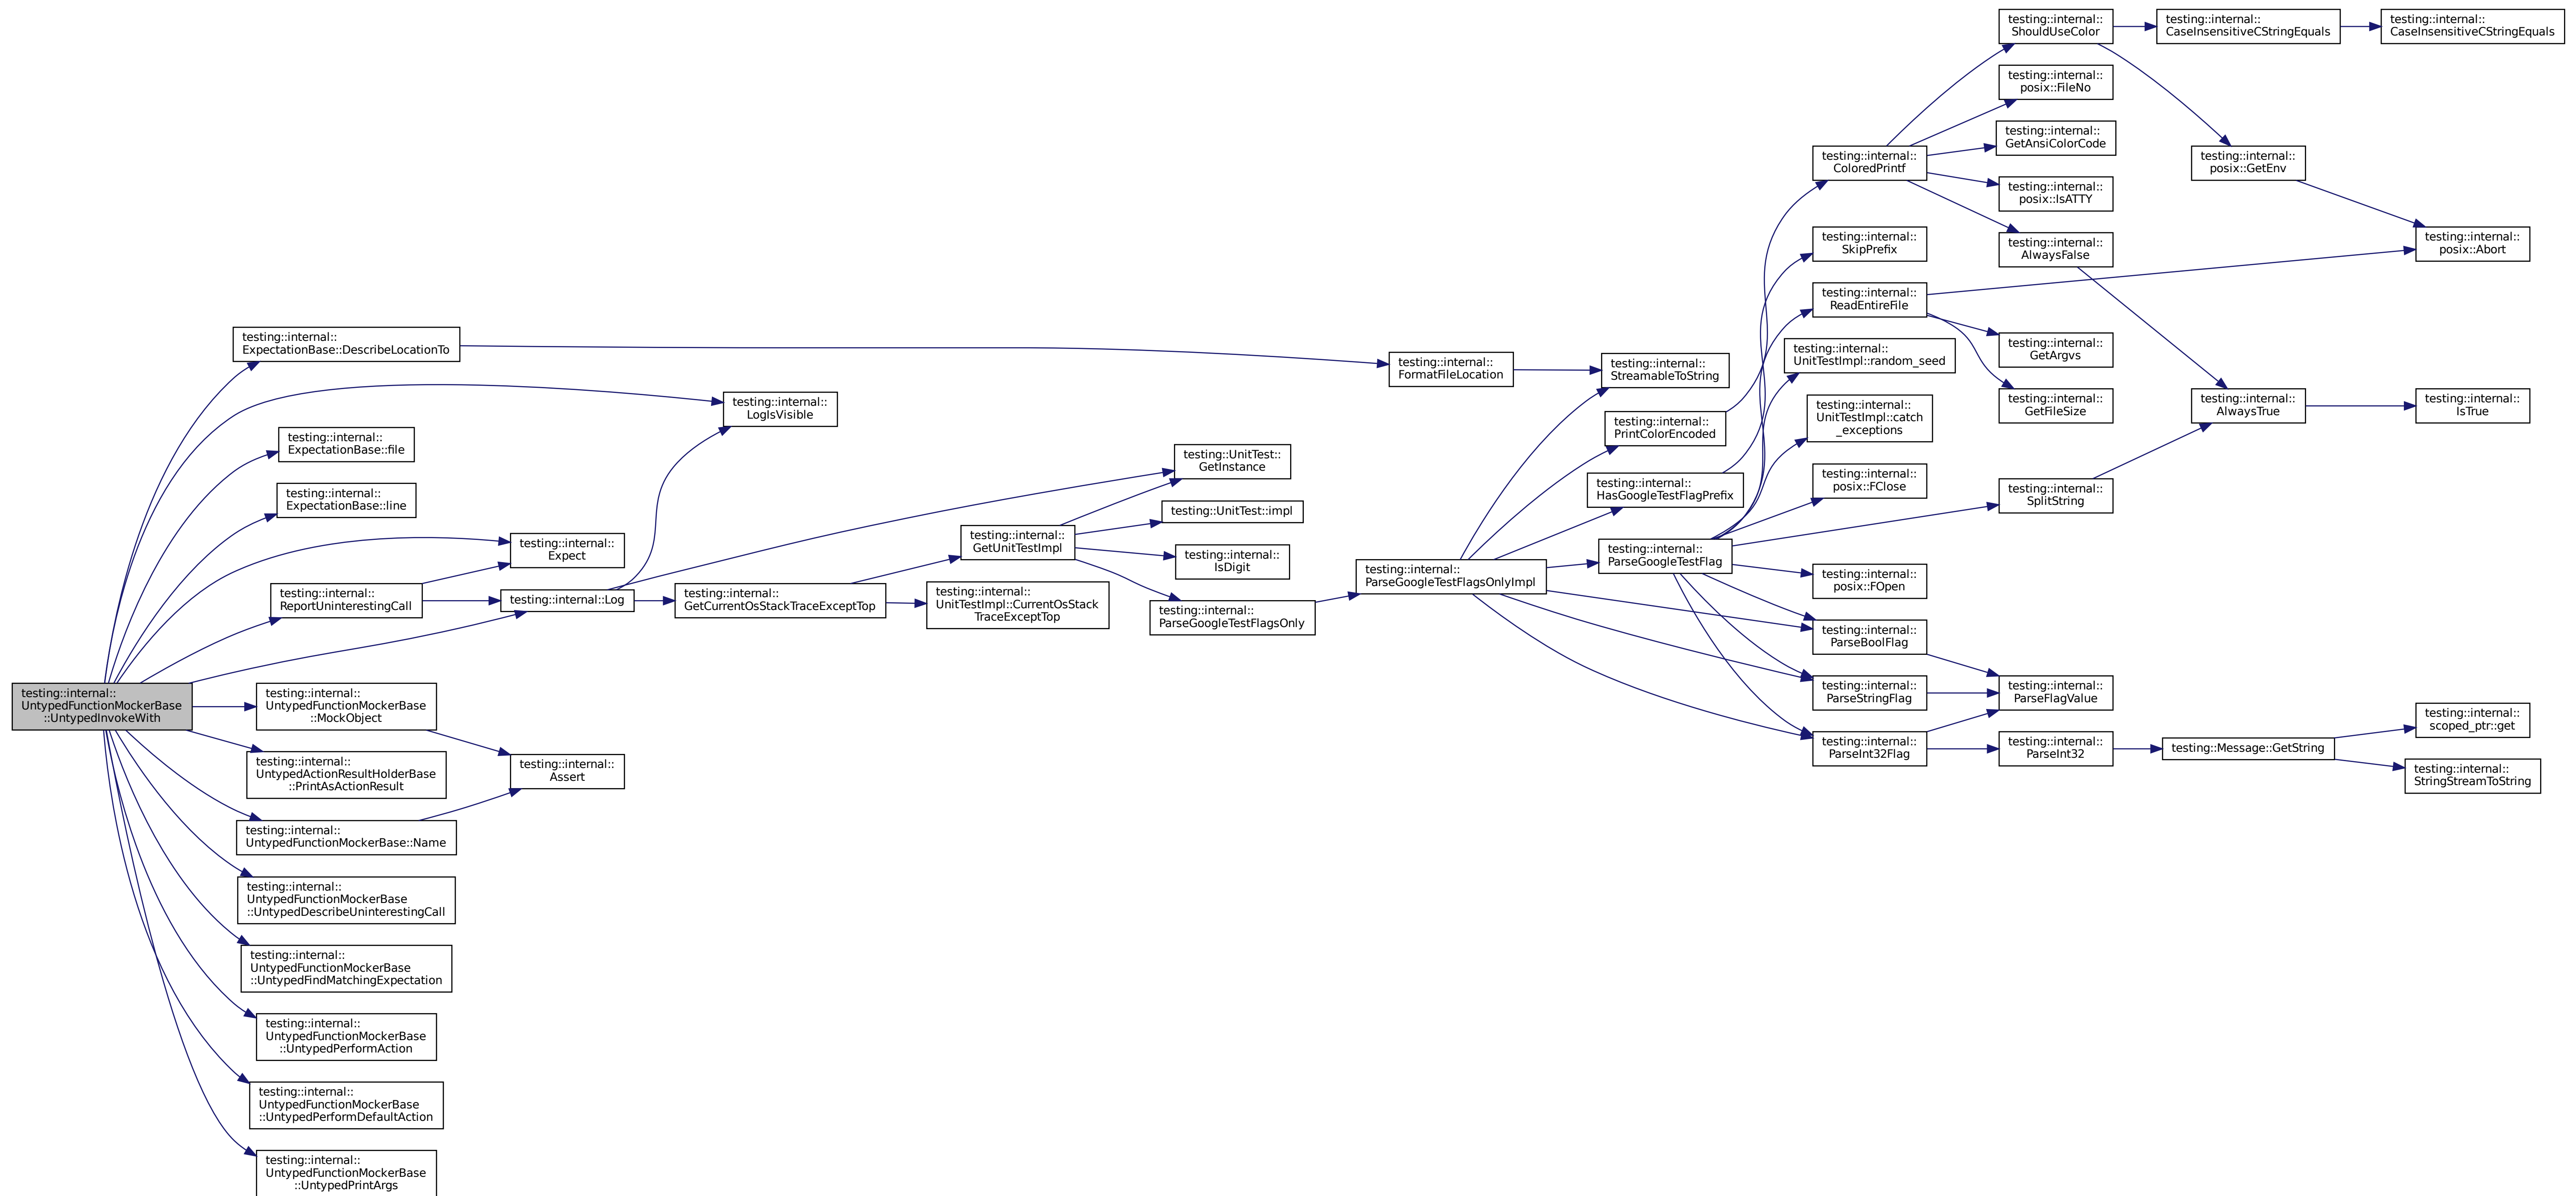 testing::internal::
UntypedFunctionMockerBase
::UntypedInvokeWith
testing::internal::
ExpectationBase::DescribeLocationTo
testing::internal::
ExpectationBase::file
testing::internal::
ExpectationBase::line
testing::internal::
ReportUninterestingCall
testing::internal::
UntypedFunctionMockerBase
::MockObject
testing::internal::
UntypedActionResultHolderBase
::PrintAsActionResult
testing::internal::
UntypedFunctionMockerBase::Name
testing::internal::
UntypedFunctionMockerBase
::UntypedDescribeUninterestingCall
testing::internal::
UntypedFunctionMockerBase
::UntypedFindMatchingExpectation
testing::internal::
UntypedFunctionMockerBase
::UntypedPerformAction
testing::internal::
UntypedFunctionMockerBase
::UntypedPerformDefaultAction
testing::internal::
UntypedFunctionMockerBase
::UntypedPrintArgs
testing::internal::
Expect
testing::internal::Log
testing::internal::
Assert
testing::internal::
LogIsVisible
testing::internal::
GetCurrentOsStackTraceExceptTop
testing::internal::
GetUnitTestImpl
testing::internal::
UnitTestImpl::CurrentOsStack
TraceExceptTop
testing::UnitTest::
GetInstance
testing::UnitTest::impl
testing::internal::
IsDigit
testing::internal::
ParseGoogleTestFlagsOnly
testing::internal::
FormatFileLocation
testing::internal::
ParseGoogleTestFlagsOnlyImpl
testing::internal::
StreamableToString
testing::internal::
PrintColorEncoded
testing::internal::
HasGoogleTestFlagPrefix
testing::internal::
ParseGoogleTestFlag
testing::internal::
ColoredPrintf
testing::internal::
SkipPrefix
testing::internal::
ReadEntireFile
testing::internal::
UnitTestImpl::random_seed
testing::internal::
UnitTestImpl::catch
_exceptions
testing::internal::
posix::FClose
testing::internal::
posix::FOpen
testing::internal::
ParseBoolFlag
testing::internal::
ParseStringFlag
testing::internal::
ParseInt32Flag
testing::internal::
ShouldUseColor
testing::internal::
posix::FileNo
testing::internal::
GetAnsiColorCode
testing::internal::
posix::IsATTY
testing::internal::
AlwaysFalse
testing::internal::
GetArgvs
testing::internal::
GetFileSize
testing::internal::
SplitString
testing::internal::
ParseFlagValue
testing::internal::
ParseInt32
testing::internal::
CaseInsensitiveCStringEquals
testing::internal::
posix::GetEnv
testing::internal::
AlwaysTrue
testing::Message::GetString
testing::internal::
CaseInsensitiveCStringEquals
testing::internal::
posix::Abort
testing::internal::
IsTrue
testing::internal::
scoped_ptr::get
testing::internal::
StringStreamToString